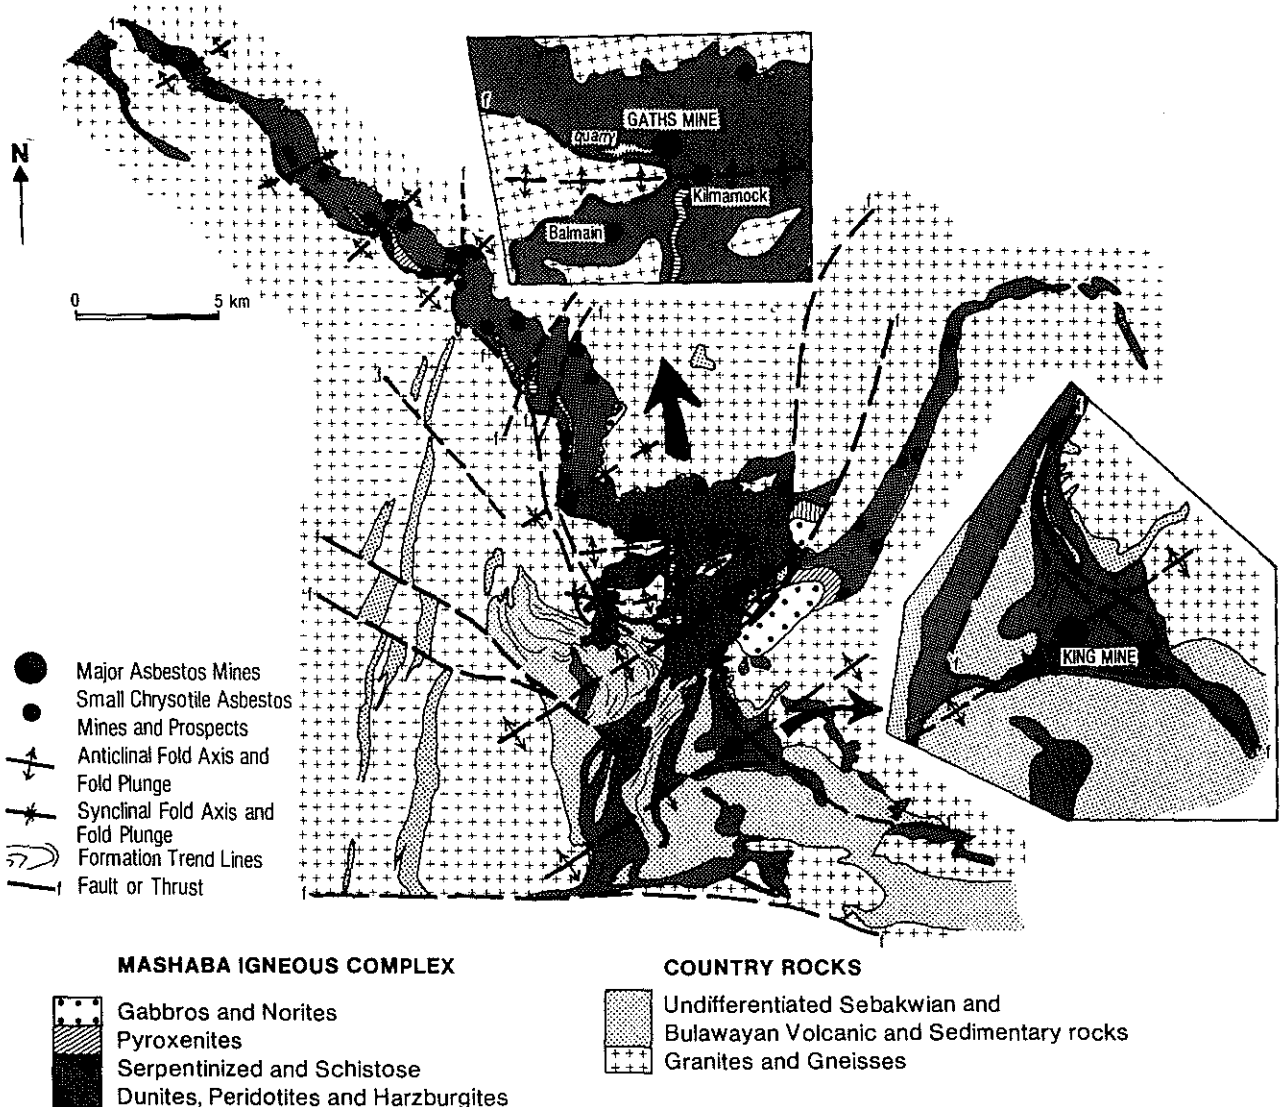 N
0 5 km
f
f
GATHS MINE
quarry
Kilmarnock
Balmain
f
f
f
f
f
f
f
f
f
f
f
f
KING MINE
f
f
f
f
Major Asbestos Mines
Small Chrysotile Asbestos
Mines and Prospects
Anticlinal Fold Axis and
Fold Plunge
Synclinal Fold Axis and
Fold Plunge
Formation Trend Lines
f Fault or Thrust
MASHABA IGNEOUS COMPLEX
Gabbros and Norites
Pyroxenites
Serpentinized and Schistose
Dunites, Peridotites and Harzburgites
COUNTRY ROCKS
Undifferentiated Sebakwian and
Bulawayan Volcanic and Sedimentary rocks
Granites and Gneisses